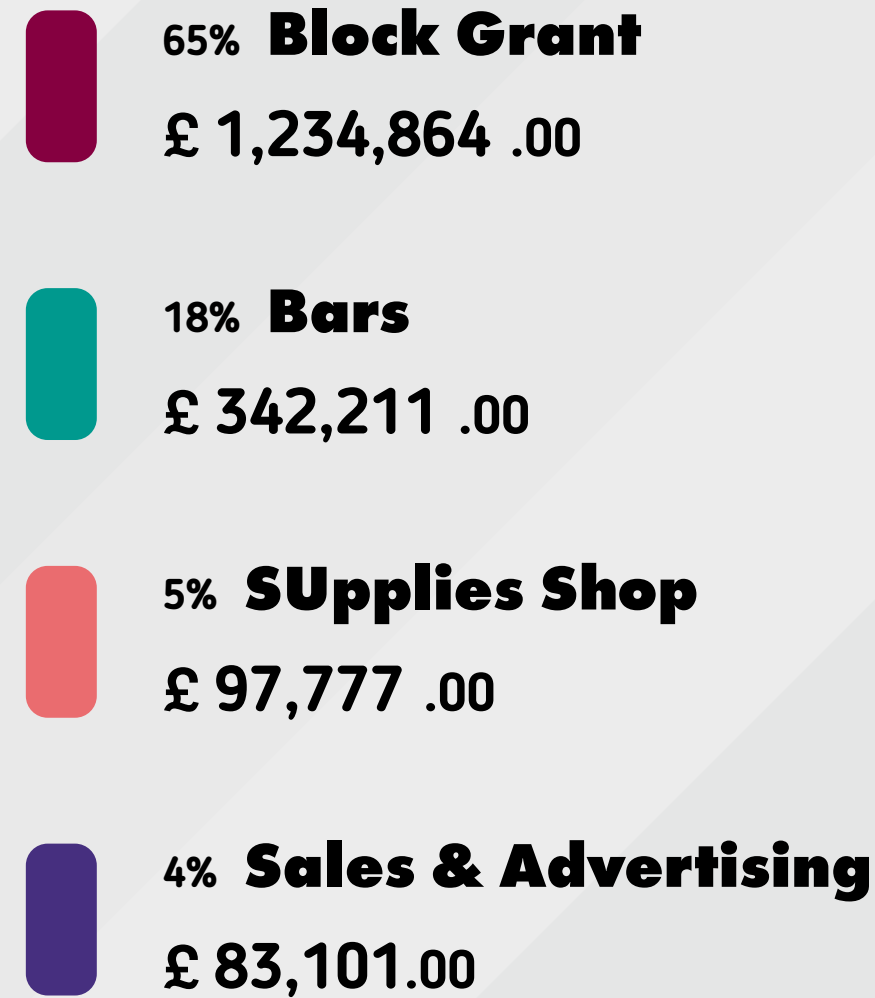 65% Block Grant
£ 1,234,864 .00
18% Bars
£ 342,211 .00
5% SUpplies Shop
£ 97,777 .00
4% Sales & Advertising
£ 83,101.00